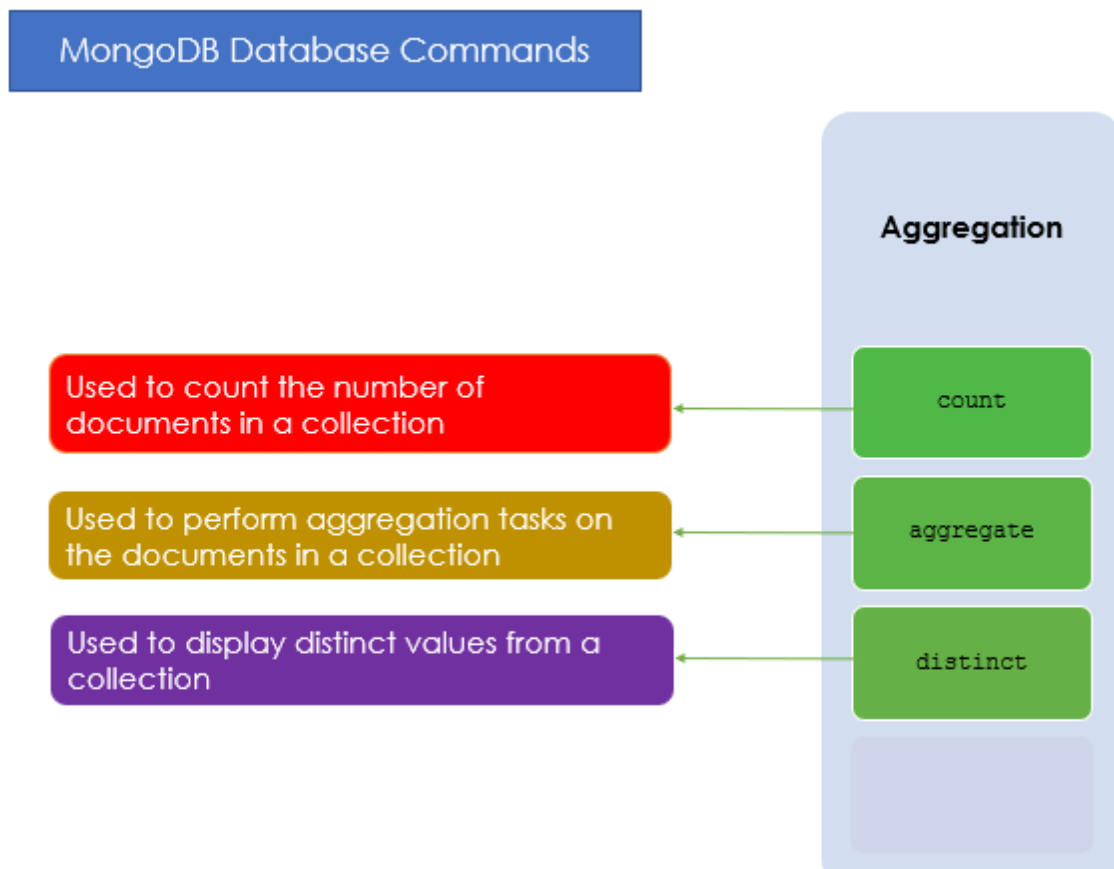 MongoDB Database Commands
Aggregation
Used to count the number of
documents in a collection
count
Used to perform aggregation tasks on
the documents in a collection
aggregate
Used to display distinct values from a
collection
distinct